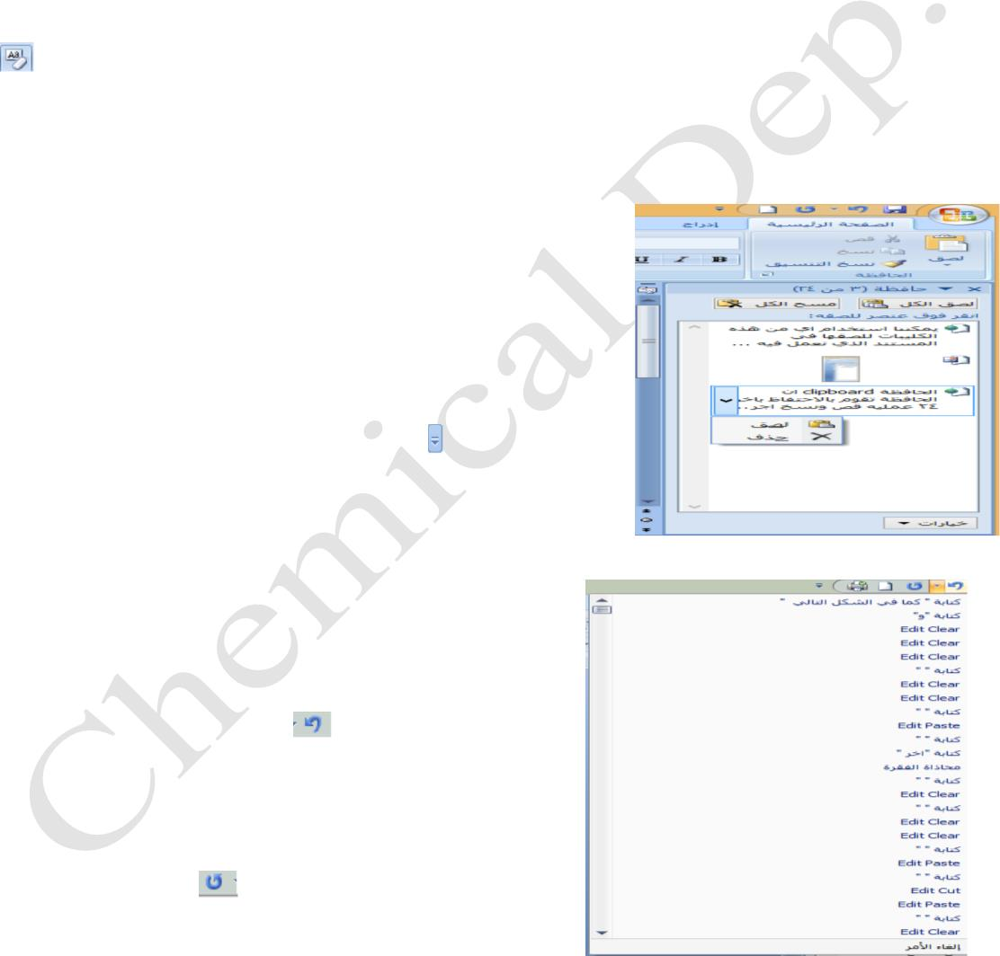 Chemical Dep.
الصفحة الرئيسية
إدراج
لصق
قص
نسخ
نسخ التنسيق
B I U
الحافظة
حافظة (٣ من ٢٤)
لصق الكل
مسح الكل
انقر فوق عنصر للصقه:
يمكننا استخدام اي من هذه
الكليبات للصقها في
المستند الذي نعمل فيه ...
الحافظة clipboard ان
الحافظة تقوم بالاحتفاظ باخ
٢٤ عملية قص ونسخ اخر..
لصق
حذف
خيارات
كتابة " كما في الشكل التالي "
كتابة "و"
Edit Clear
Edit Clear
Edit Clear
كتابة " "
Edit Clear
Edit Clear
كتابة " "
Edit Paste
كتابة " "
كتابة "اخر "
محاذاة الفقرة
كتابة " "
Edit Clear
كتابة " "
Edit Clear
Edit Clear
كتابة " "
Edit Paste
كتابة " "
Edit Cut
Edit Paste
كتابة " "
Edit Clear
إلغاء الأمر